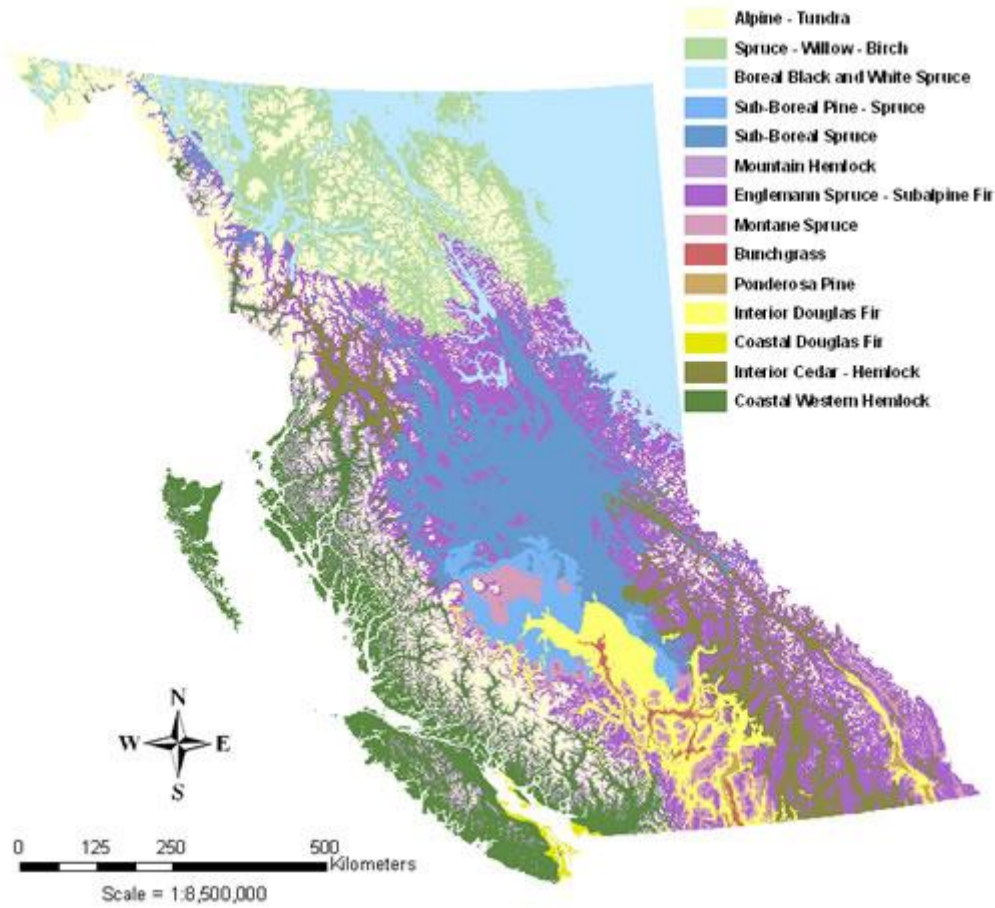 Alpine - Tundra
Spruce - Willow - Birch
Boreal Black and White Spruce
Sub-Boreal Pine - Spruce
Sub-Boreal Spruce
Mountain Hemlock
Englemann Spruce - Subalpine Fir
Montane Spruce
Bunchgrass
Ponderosa Pine
Interior Douglas Fir
Coastal Douglas Fir
Interior Cedar - Hemlock
Coastal Western Hemlock
N
W E
S
0 125 250 500 Kilometers
Scale = 1:8,500,000